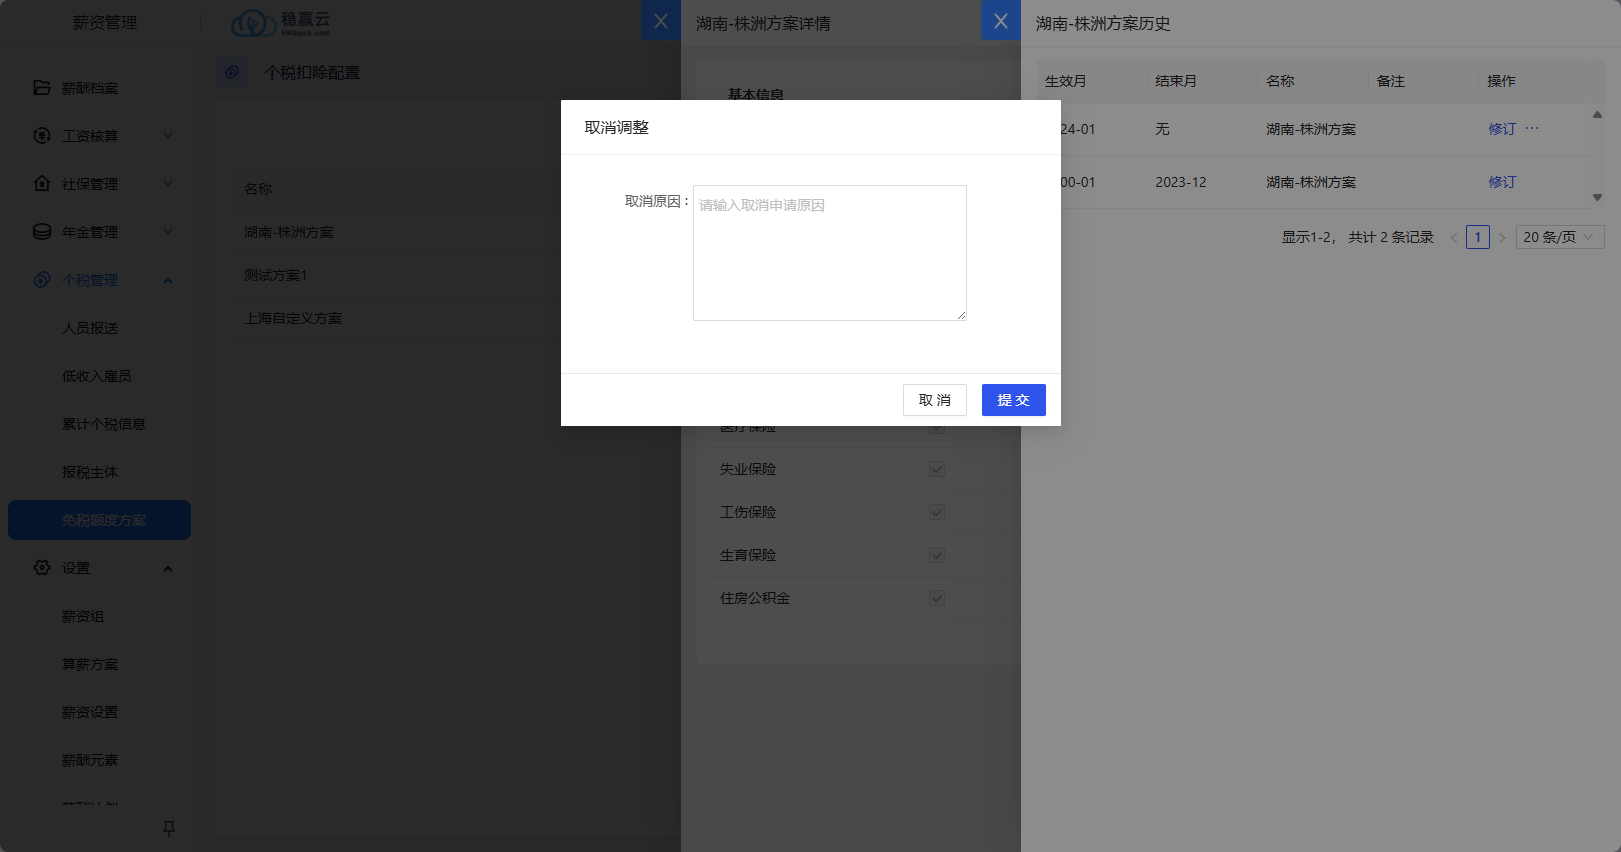 薪资管理
稳赢云
HRSaaS.com
薪酬档案
工资核算
社保管理
年金管理
个税管理
人员报送
低收入雇员
累计个税信息
报税主体
免税额度方案
设置
薪资组
算薪方案
薪资设置
薪酬元素
个税扣除配置
名称
湖南-株洲方案
测试方案1
上海自定义方案
X
湖南-株洲方案详情
基本信息
医疗保险
失业保险
工伤保险
生育保险
住房公积金
X
湖南-株洲方案历史
生效月 结束月 名称 备注 操作
24-01 无 湖南-株洲方案 修订 ···
00-01 2023-12 湖南-株洲方案 修订
显示1-2， 共计 2 条记录 < 1 > 20 条/页
取消调整
取消原因： 请输入取消申请原因
取 消 提 交